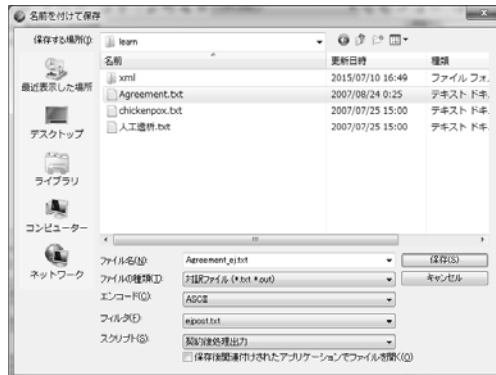 名前を付けて保存
保存する場所(I):
learn
名前
更新日時
種類
xml
2015/07/10 16:49
ファイル フォ.
Agreement.txt
2007/08/24 0:25
テキスト ドキ.
chickenpox.txt
2007/07/25 15:00
テキスト ドキ.
人工透析.txt
2007/07/25 15:00
テキスト ドキ.
最近表示した場所
デスクトップ
ライブラリ
コンピューター
ネットワーク
ファイル名(N):
Agreement_ej.txt
保存(S)
ファイルの種類(T):
対訳ファイル (*.txt *.out)
キャンセル
エンコード(C):
ASCII
フィルタ(F):
ejpost.txt
スクリプト(S):
契約後処理出力
保存後関連付けされたアプリケーションでファイルを開く(O)